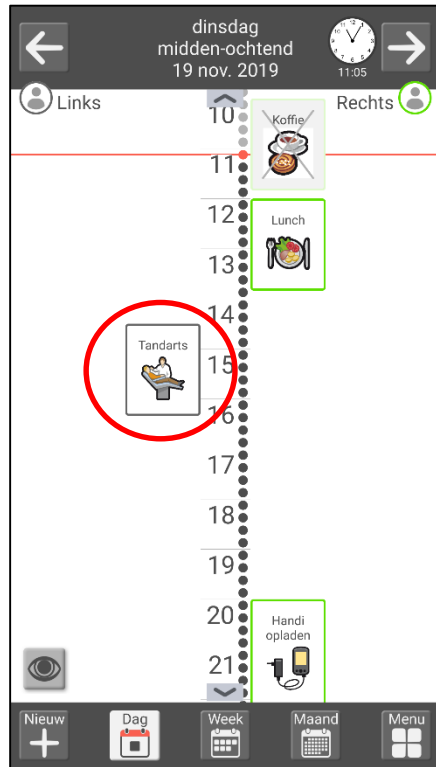 dinsdag
midden-ochtend
19 nov. 2019
11:05
Links
Rechts
10
Koffie
11
12
Lunch
13
14
Tandarts
15
16
17
18
19
20
Handi
opladen
21
Nieuw
Dag
Week
Maand
Menu